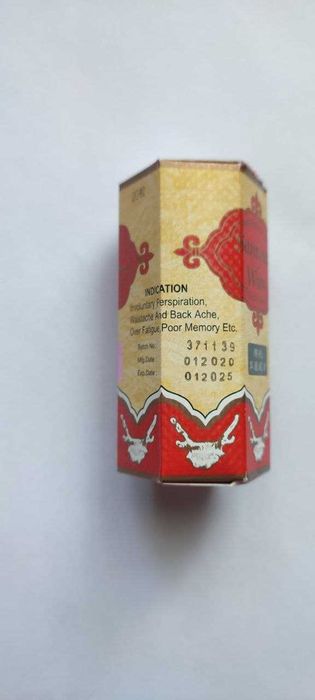 INDICATION
Involuntary Perspiration,
Waistache And Back Ache,
Over Fatigue, Poor Memory Etc.
Batch No: 371139
Mfg.Date: 012020
Exp.Date: 012025